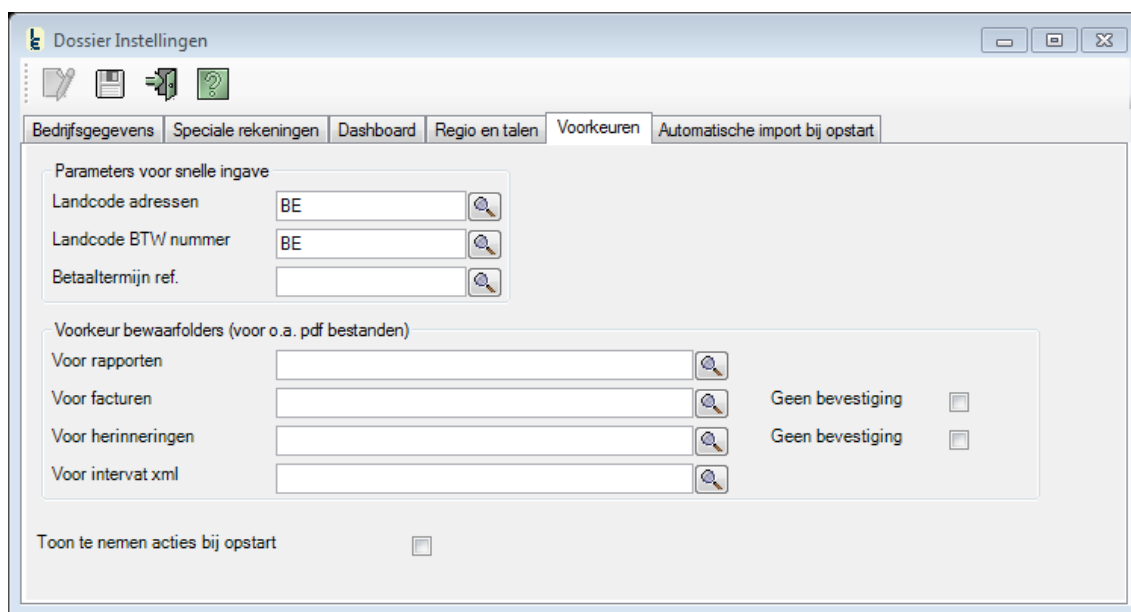 Dossier Instellingen
Bedrijfsgegevens Speciale rekeningen Dashboard Regio en talen Voorkeuren Automatische import bij opstart
Parameters voor snelle ingave
Landcode adressen BE
Landcode BTW nummer BE
Betaaltermijn ref.
Voorkeur bewaarfolders (voor o.a. pdf bestanden)
Voor rapporten
Voor facturen Geen bevestiging
Voor herinneringen Geen bevestiging
Voor intervat xml
Toon te nemen acties bij opstart